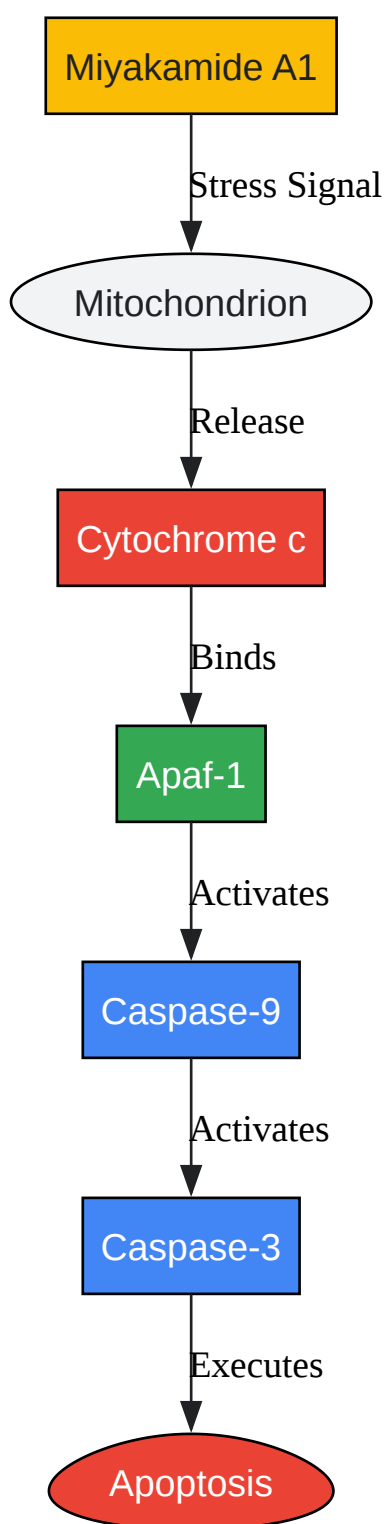 Miyakamide A1
Stress Signal
Mitochondrion
Release
Cytochrome c
Binds
Apaf-1
Activates
Caspase-9
Activates
Caspase-3
Executes
Apoptosis